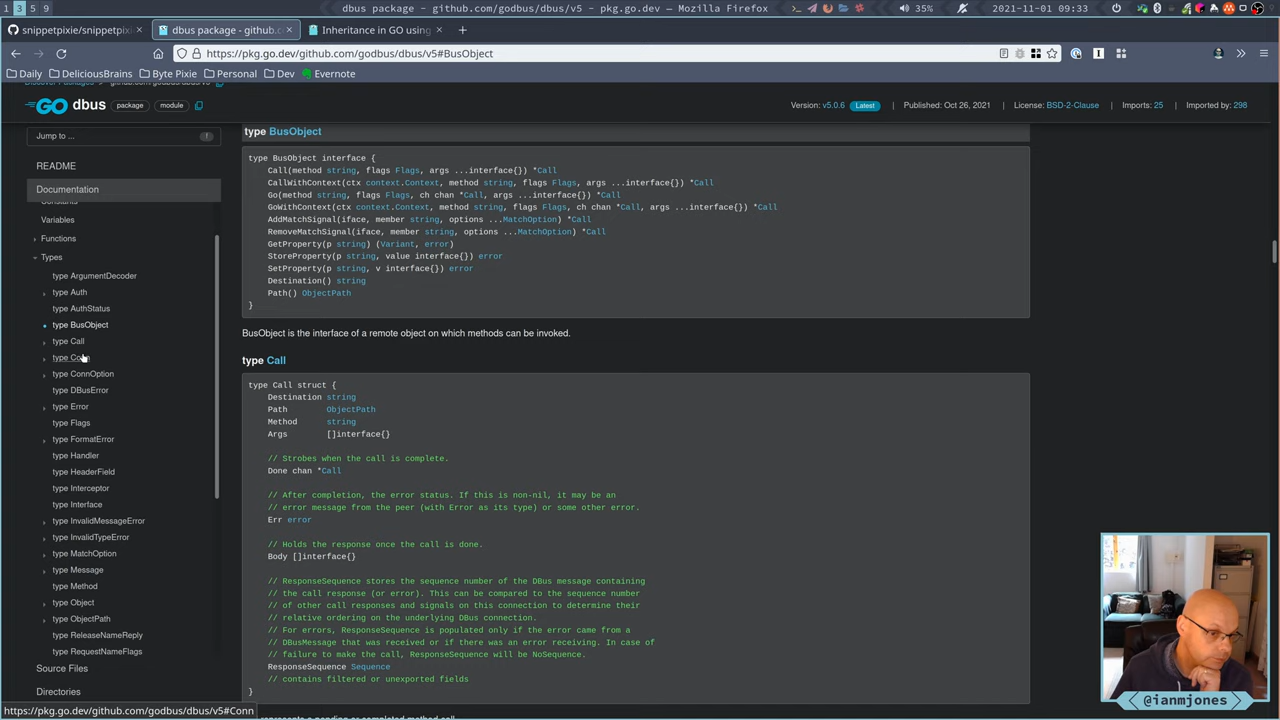 1 3 5 9
dbus package - github.com/godbus/dbus/v5 - pkg.go.dev — Mozilla Firefox
35%
2021-11-01 09:33
snippetpixie/snippetpixi
dbus package - github.com
Inheritance in GO using
https://pkg.go.dev/github.com/godbus/dbus/v5#BusObject
Daily DeliciousBrains Byte Pixie Personal Dev Evernote
GO dbus package module
Version: v5.0.6 Latest Published: Oct 26, 2021 License: BSD-2-Clause Imports: 25 Imported by: 298
Jump to ... f
README
Documentation
Constants
Variables
Functions
Types
type ArgumentDecoder
type Auth
type AuthStatus
type BusObject
type Call
type Conn
type ConnOption
type DBusError
type Error
type Flags
type FormatError
type Handler
type HeaderField
type Interceptor
type Interface
type InvalidMessageError
type InvalidTypeError
type MatchOption
type Message
type Method
type Object
type ObjectPath
type ReleaseNameReply
type RequestNameFlags
Source Files
Directories
https://pkg.go.dev/github.com/godbus/dbus/v5#Conn
type BusObject
type BusObject interface {
Call(method string, flags Flags, args ...interface{}) *Call
CallWithContext(ctx context.Context, method string, flags Flags, args ...interface{}) *Call
Go(method string, flags Flags, ch chan *Call, args ...interface{}) *Call
GoWithContext(ctx context.Context, method string, flags Flags, ch chan *Call, args ...interface{}) *Call
AddMatchSignal(iface, member string, options ...MatchOption) *Call
RemoveMatchSignal(iface, member string, options ...MatchOption) *Call
GetProperty(p string) (Variant, error)
StoreProperty(p string, value interface{}) error
SetProperty(p string, v interface{}) error
Destination() string
Path() ObjectPath
}
BusObject is the interface of a remote object on which methods can be invoked.
type Call
type Call struct {
Destination string
Path ObjectPath
Method string
Args []interface{}
// Strobes when the call is complete.
Done chan *Call
// After completion, the error status. If this is non-nil, it may be an
// error message from the peer (with Error as its type) or some other error.
Err error
// Holds the response once the call is done.
Body []interface{}
// ResponseSequence stores the sequence number of the DBus message containing
// the call response (or error). This can be compared to the sequence number
// of other call responses and signals on this connection to determine their
// relative ordering on the underlying DBus connection.
// For errors, ResponseSequence is populated only if the error came from a
// DBusMessage that was received or if there was an error receiving. In case of
// failure to make the call, ResponseSequence will be NoSequence.
ResponseSequence Sequence
// contains filtered or unexported fields
}
represents a pending or completed method call
@ianmjones